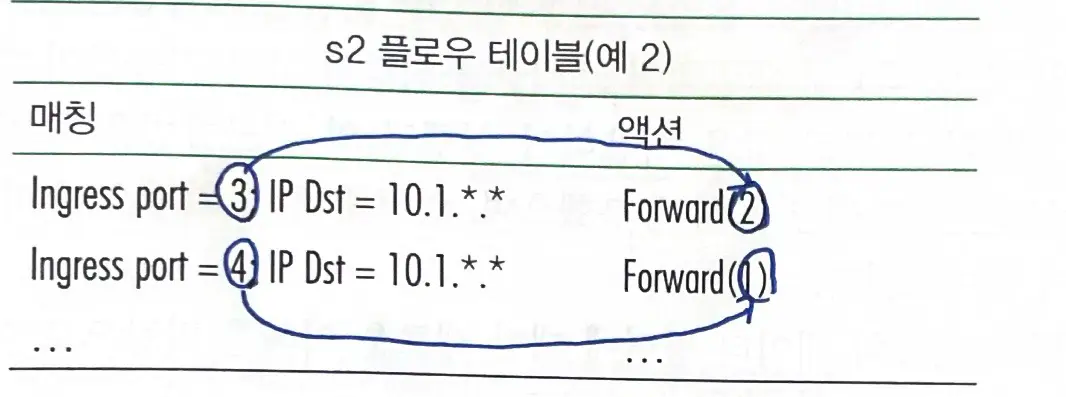 s2 플로우 테이블(예 2)
매칭 액션
Ingress port = 3; IP Dst = 10.1.*.* Forward(2)
Ingress port = 4; IP Dst = 10.1.*.* Forward(1)
... ...